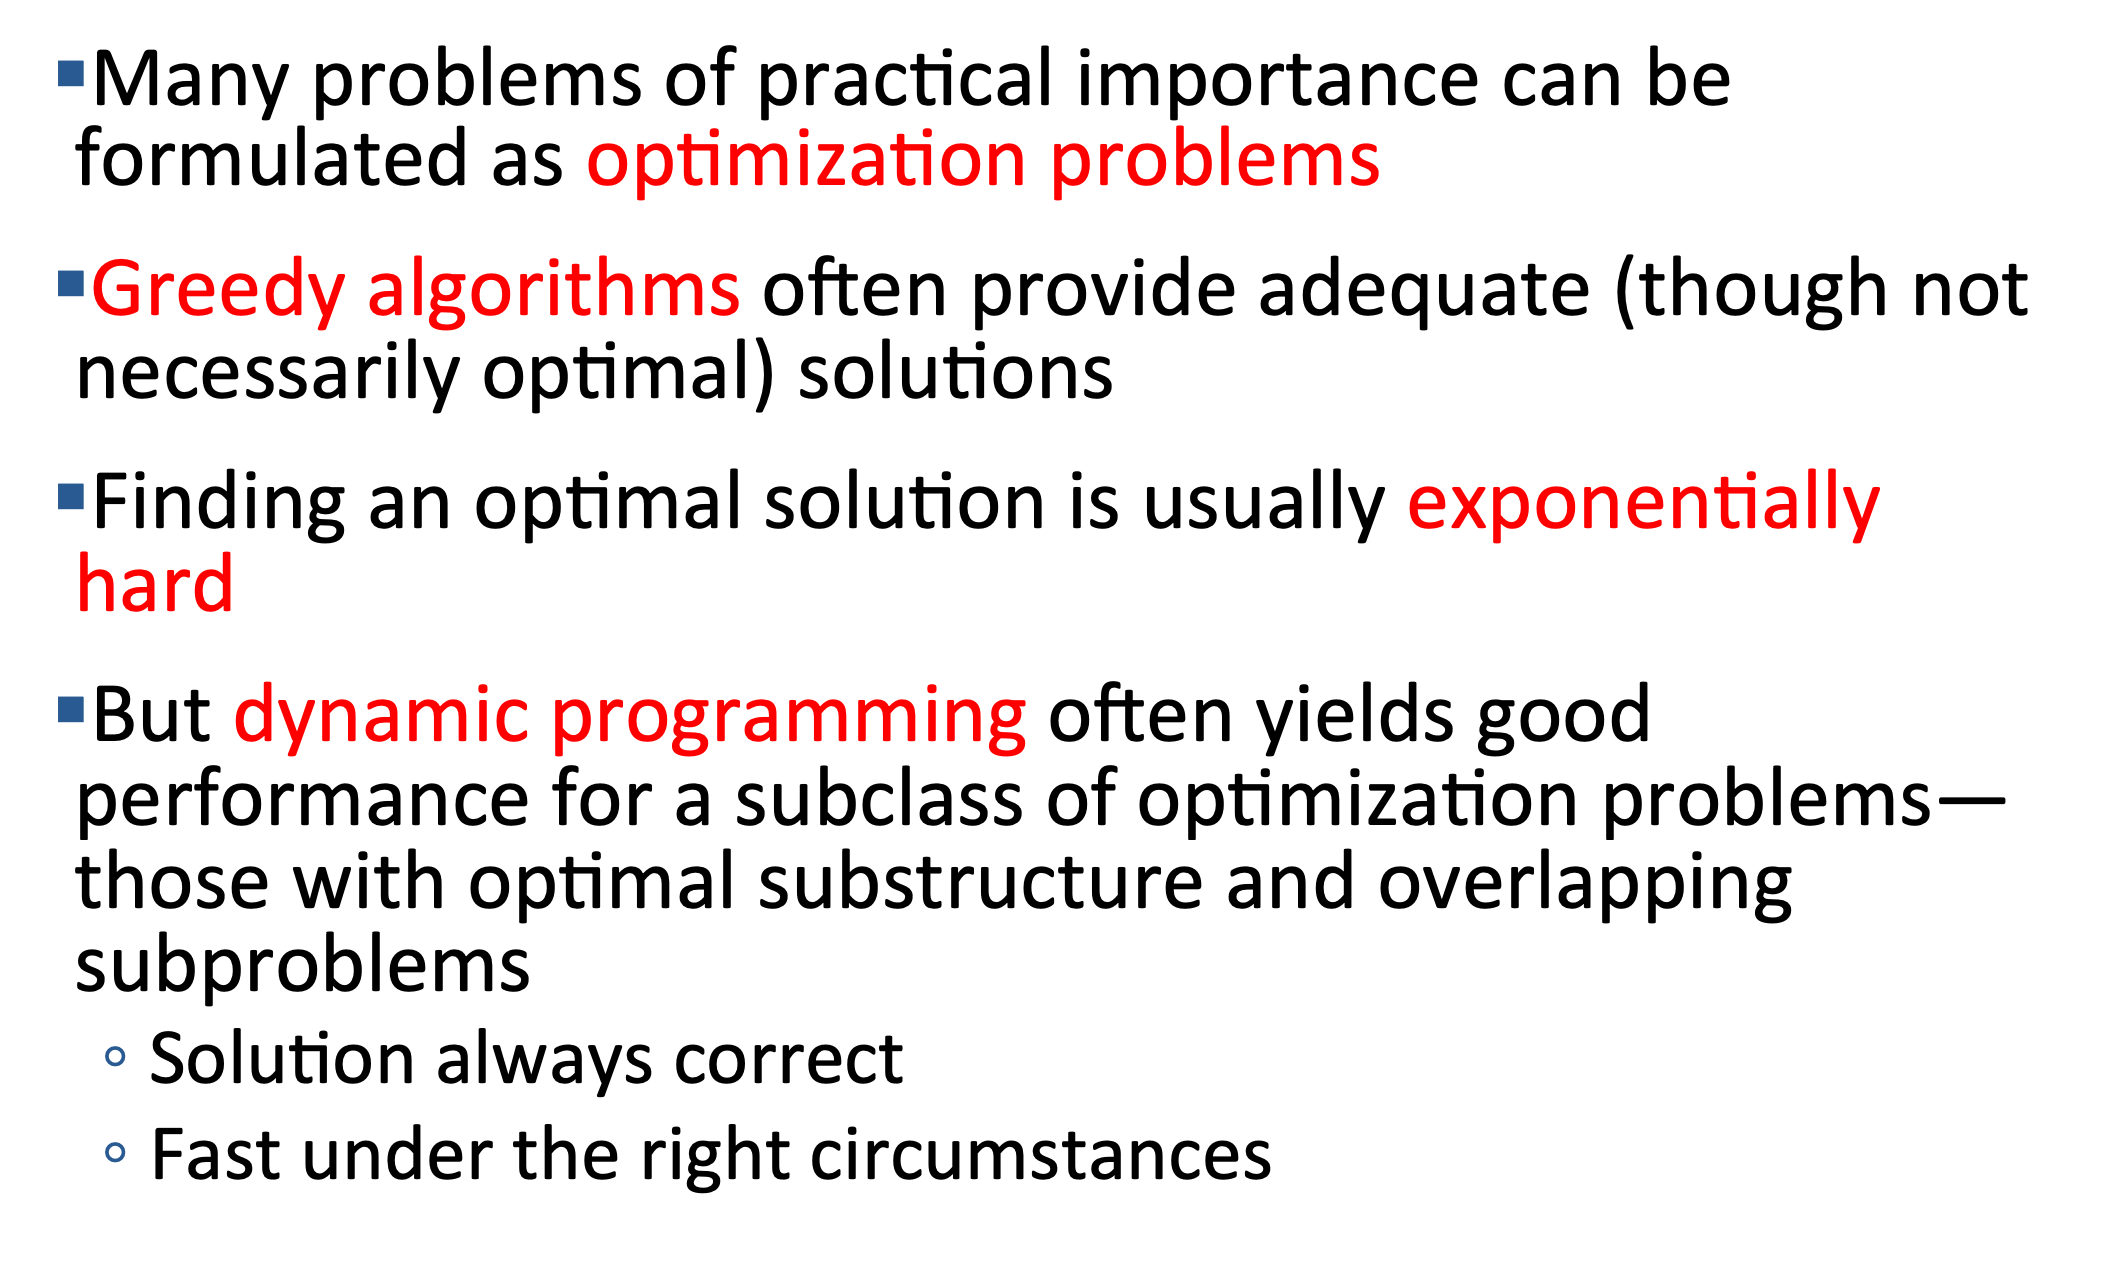 ▪Many problems of practical importance can be
formulated as optimization problems
▪Greedy algorithms often provide adequate (though not
necessarily optimal) solutions
▪Finding an optimal solution is usually exponentially
hard
▪But dynamic programming often yields good
performance for a subclass of optimization problems—
those with optimal substructure and overlapping
subproblems
◦ Solution always correct
◦ Fast under the right circumstances